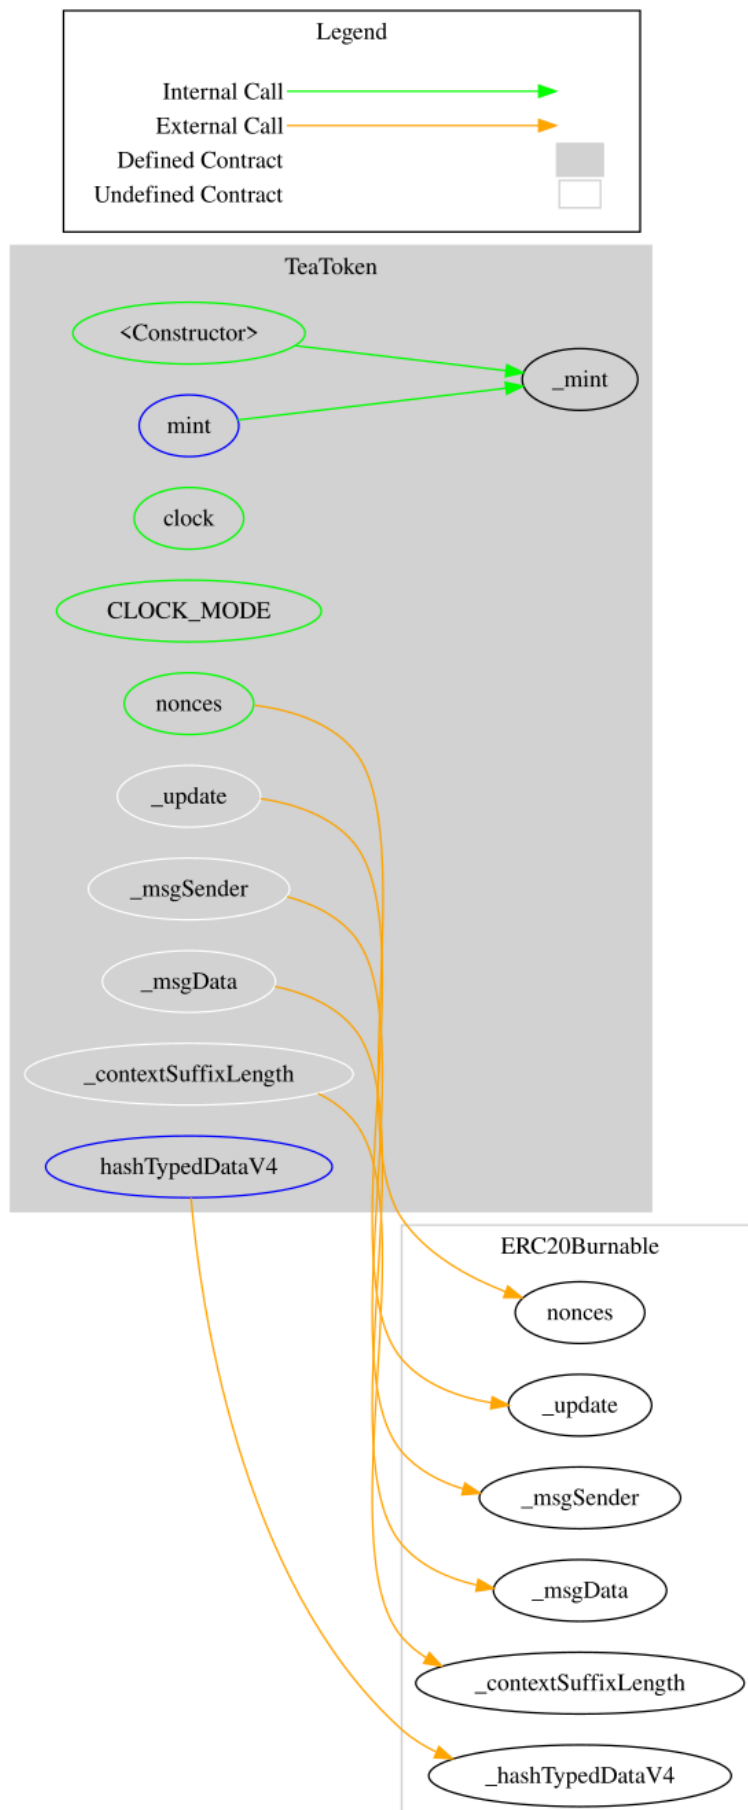 Legend
Internal Call
External Call
Defined Contract
Undefined Contract
TeaToken
<Constructor>
_mint
mint
clock
CLOCK_MODE
nonces
_update
_msgSender
_msgData
_contextSuffixLength
hashTypedDataV4
ERC20Burnable
nonces
_update
_msgSender
_msgData
_contextSuffixLength
_hashTypedDataV4